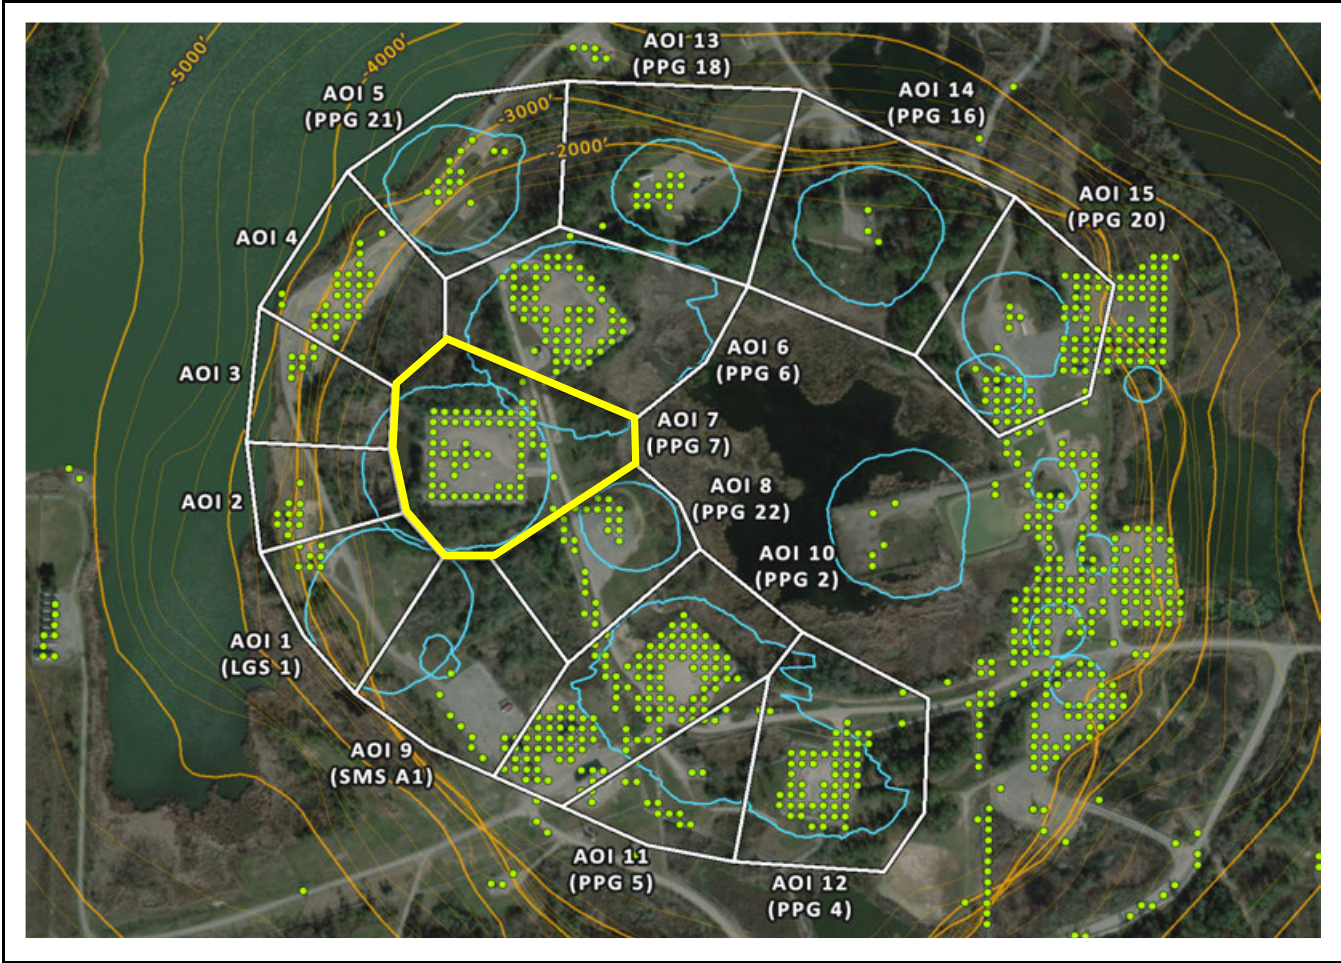 -5000'
-4000'
AOI 13
(PPG 18)
AOI 5
(PPG 21)
-3000'
AOI 14
(PPG 16)
-2000'
AOI 15
(PPG 20)
AOI 4
AOI 3
AOI 6
(PPG 6)
AOI 7
(PPG 7)
AOI 2
AOI 8
(PPG 22)
AOI 10
(PPG 2)
AOI 1
(LGS 1)
AOI 9
(SMS A1)
AOI 11
(PPG 5)
AOI 12
(PPG 4)